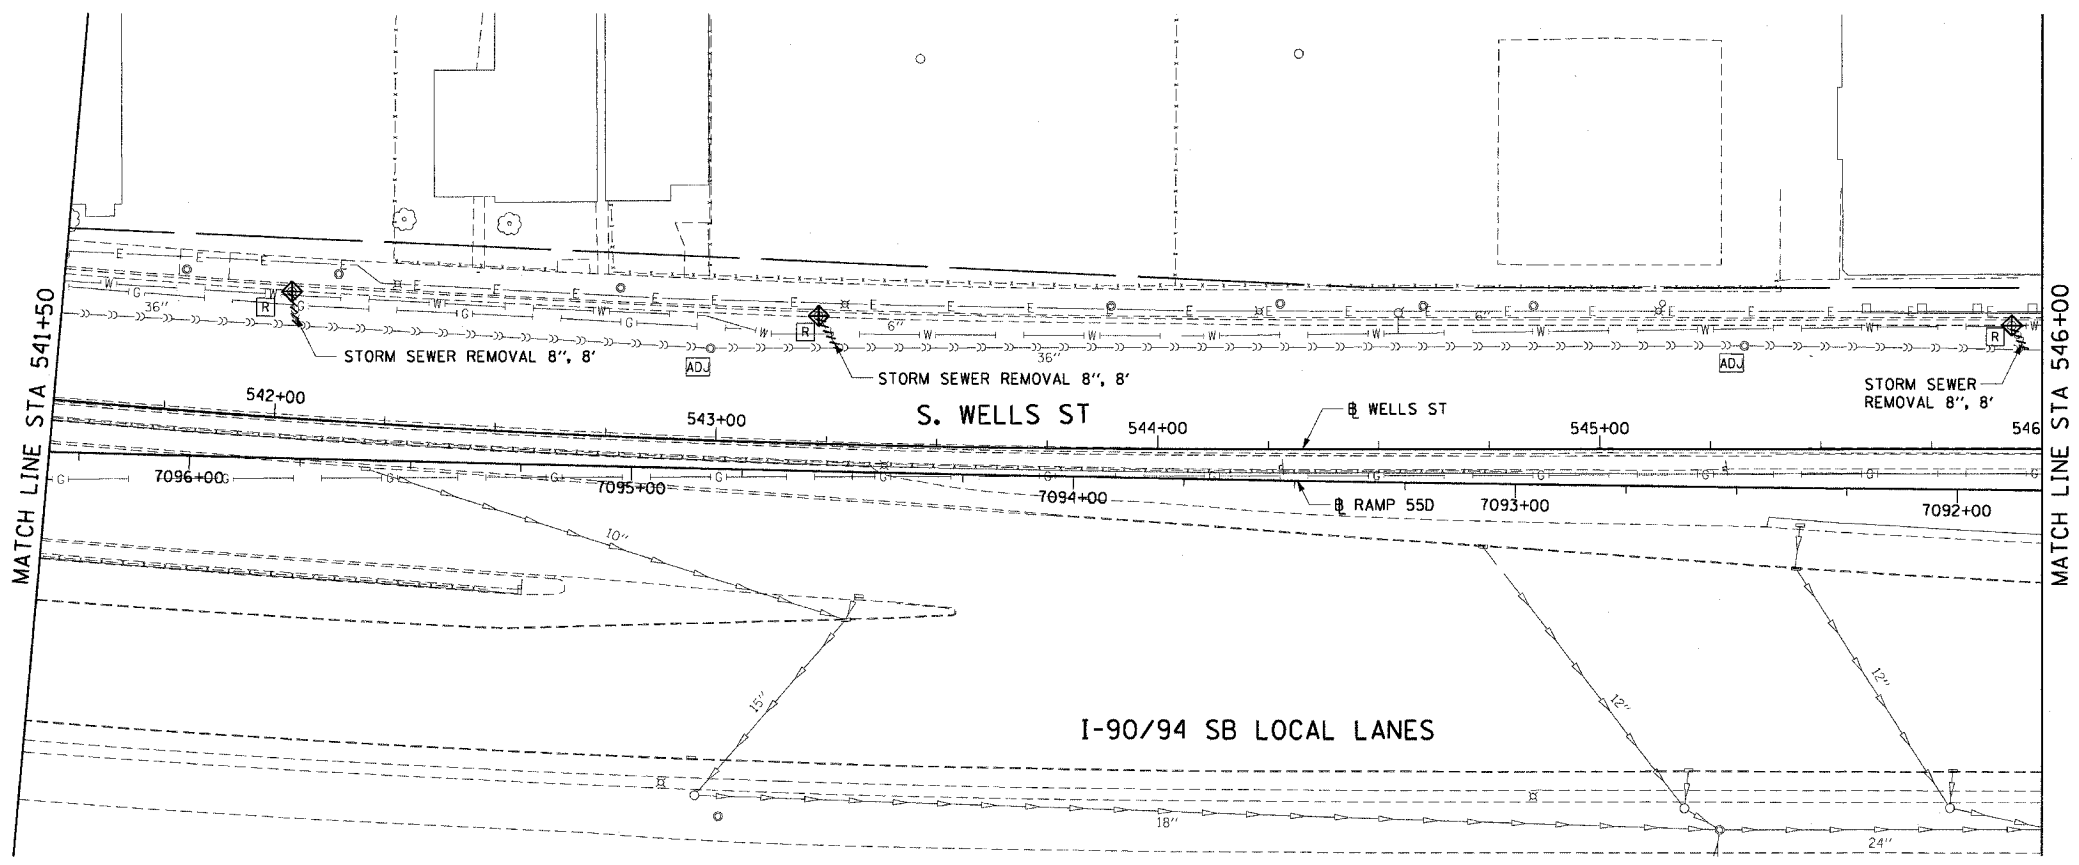 MATCH LINE STA 541+50
E E E E E E E E E E E E E E E E E E E
W G W G W G W G W W W W W W W W W W W
36"
R
STORM SEWER REMOVAL 8", 8'
R
6"
6"
ADJ
36"
STORM SEWER REMOVAL 8", 8'
ADJ
R
STORM SEWER
REMOVAL 8", 8'
MATCH LINE STA 546+00
542+00
543+00
S. WELLS ST
544+00
℄ WELLS ST
545+00
546
G G G G G G G G G G G G G
7096+00
7095+00
7094+00
℄ RAMP 55D
7093+00
7092+00
10"
15"
12"
12"
I-90/94 SB LOCAL LANES
18"
24"